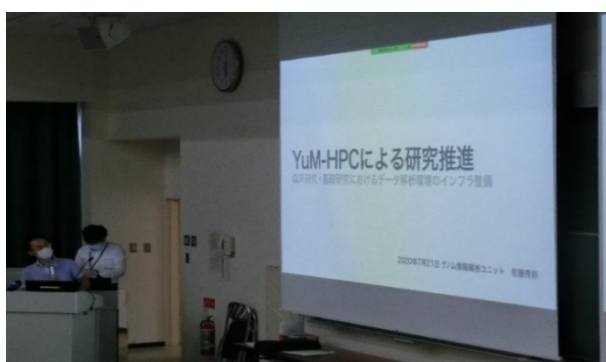 YuM-HPCによる研究推進
臨床研究・基礎研究におけるデータ解析環境のインフラ整備
2020年7月21日 ゲノム情報解析ユニット